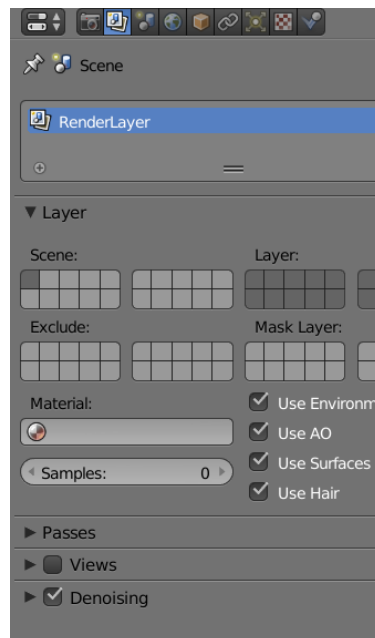 Scene
RenderLayer
Layer
Scene: Layer:
Exclude: Mask Layer:
Material: Use Environm
Use AO
Samples: 0 Use Surfaces
Use Hair
Passes
Views
Denoising